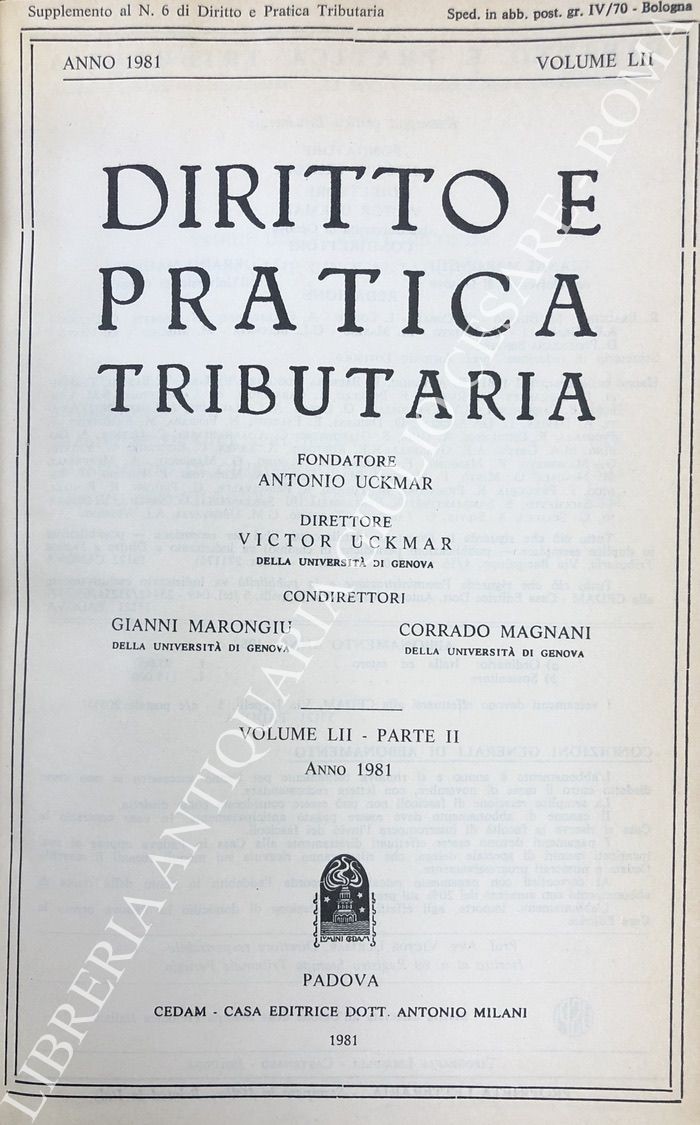 Supplemento al N. 6 di Diritto e Pratica Tributaria
Sped. in abb. post. gr. IV/70 - Bologna
ANNO 1981
VOLUME LII
DIRITTO E
PRATICA
TRIBUTARIA
FONDATORE
ANTONIO UCKMAR
DIRETTORE
VICTOR UCKMAR
DELLA UNIVERSITÀ DI GENOVA
CONDIRETTORI
GIANNI MARONGIU
DELLA UNIVERSITÀ DI GENOVA
CORRADO MAGNANI
DELLA UNIVERSITÀ DI GENOVA
VOLUME LII - PARTE II
ANNO 1981
PADOVA
CEDAM - CASA EDITRICE DOTT. ANTONIO MILANI
1981
LIBRERIA ANTIQUARIA GIULIO CESARE - ROMA